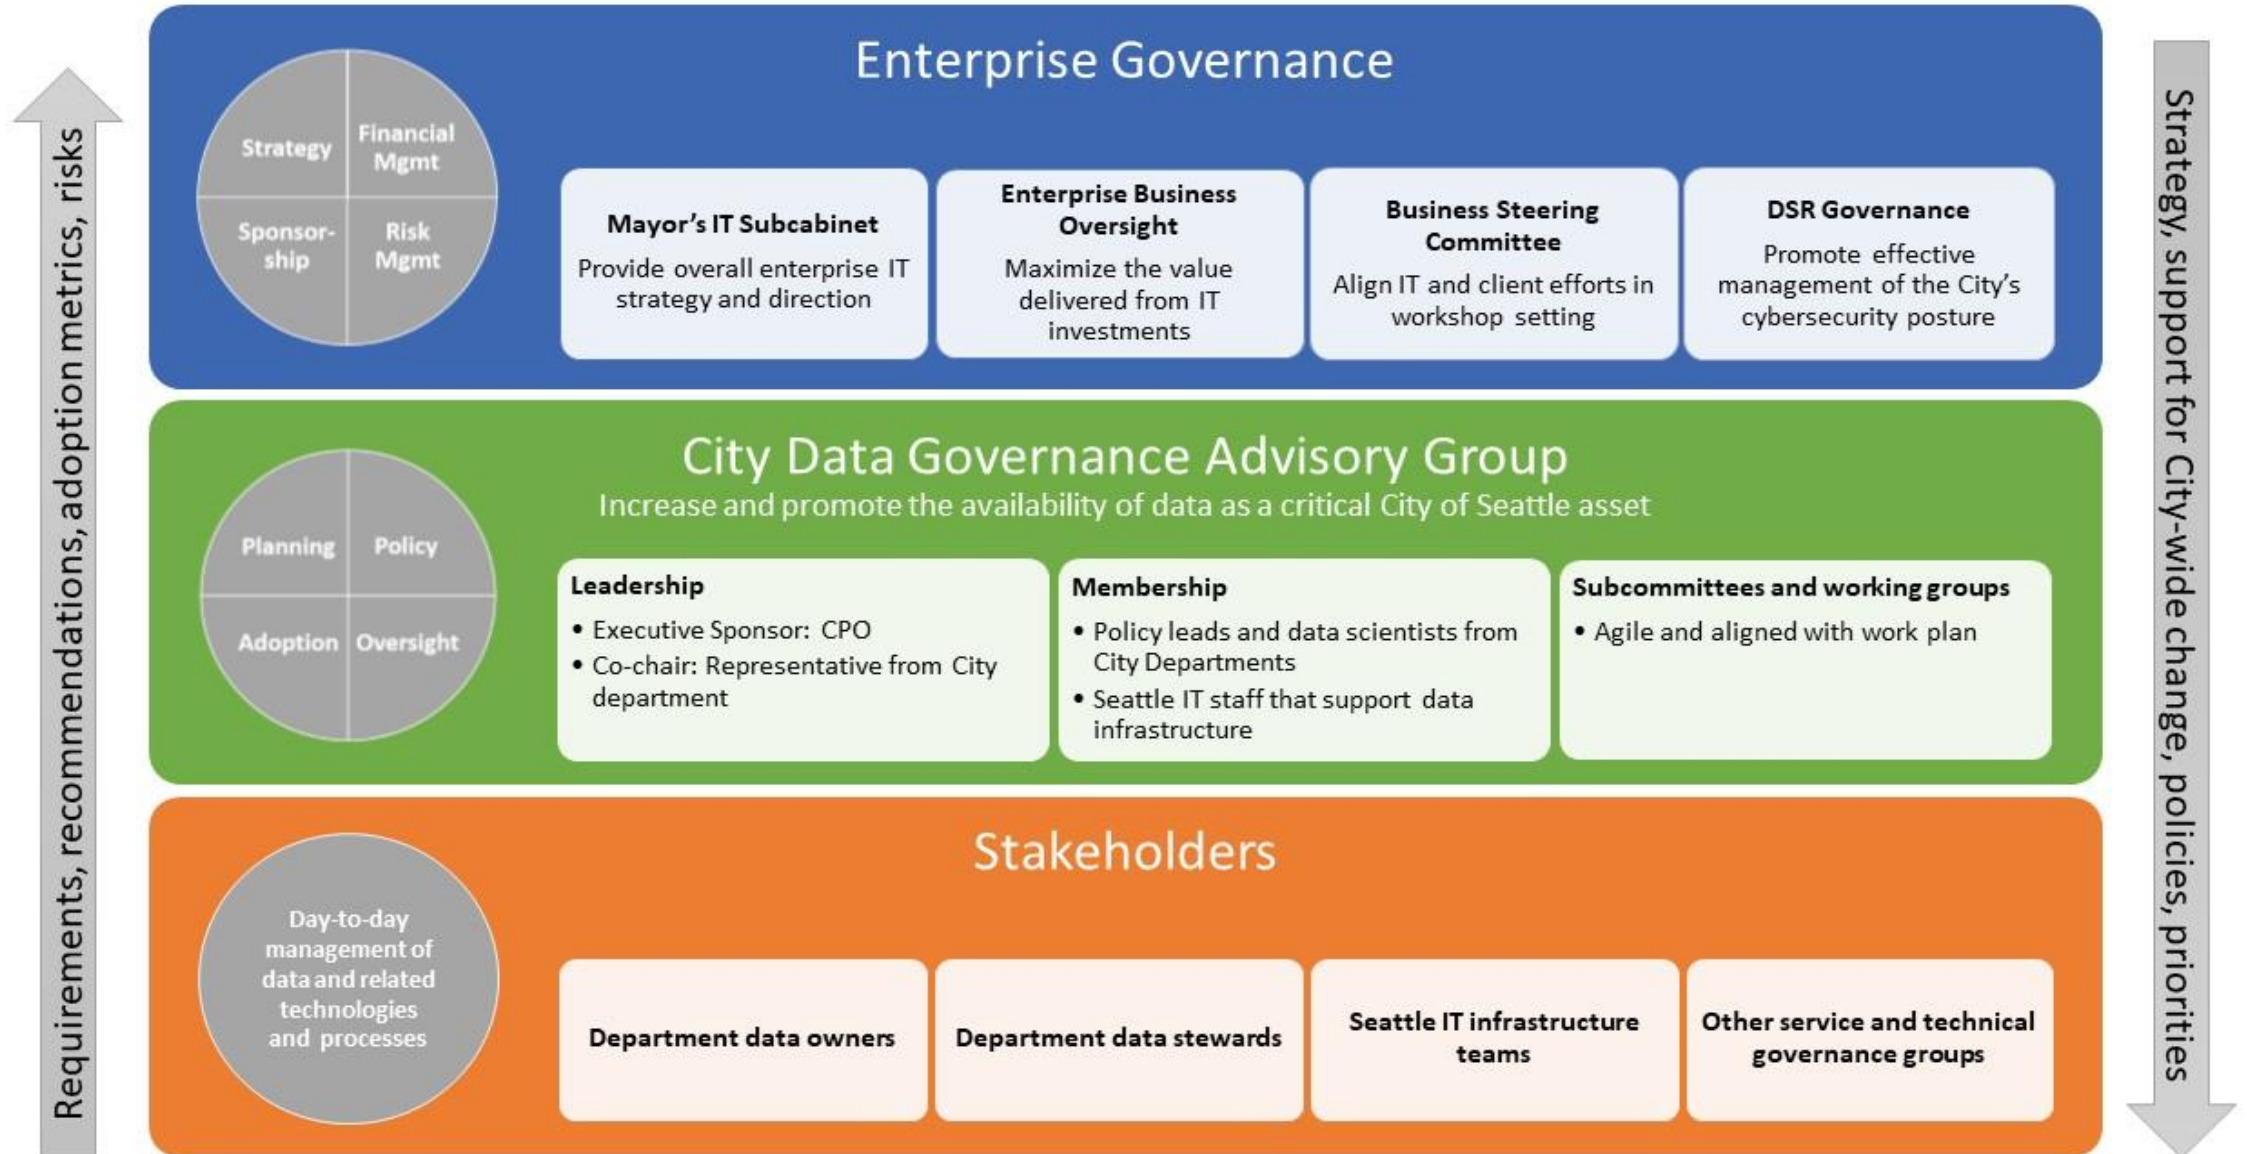 Requirements, recommendations, adoption metrics, risks
Enterprise Governance
Strategy
Financial
Mgmt
Sponsor-
ship
Risk
Mgmt
Mayor's IT Subcabinet
Provide overall enterprise IT
strategy and direction
Enterprise Business
Oversight
Maximize the value
delivered from IT
investments
Business Steering
Committee
Align IT and client efforts in
workshop setting
DSR Governance
Promote effective
management of the City's
cybersecurity posture
City Data Governance Advisory Group
Increase and promote the availability of data as a critical City of Seattle asset
Planning
Policy
Adoption
Oversight
Leadership
• Executive Sponsor: CPO
• Co-chair: Representative from City
department
Membership
• Policy leads and data scientists from
City Departments
• Seattle IT staff that support data
infrastructure
Subcommittees and working groups
• Agile and aligned with work plan
Stakeholders
Day-to-day
management of
data and related
technologies
and processes
Department data owners
Department data stewards
Seattle IT infrastructure
teams
Other service and technical
governance groups
Strategy, support for City-wide change, policies, priorities